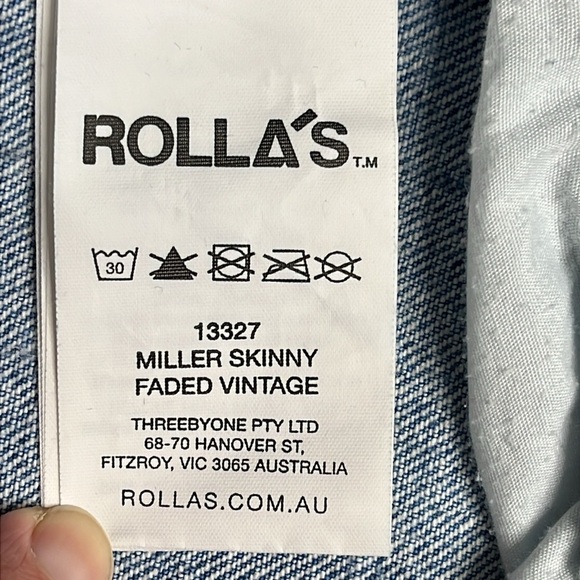 ROLLA'S T.M
30
13327
MILLER SKINNY
FADED VINTAGE
THREEBYONE PTY LTD
68-70 HANOVER ST,
FITZROY, VIC 3065 AUSTRALIA
ROLLAS.COM.AU